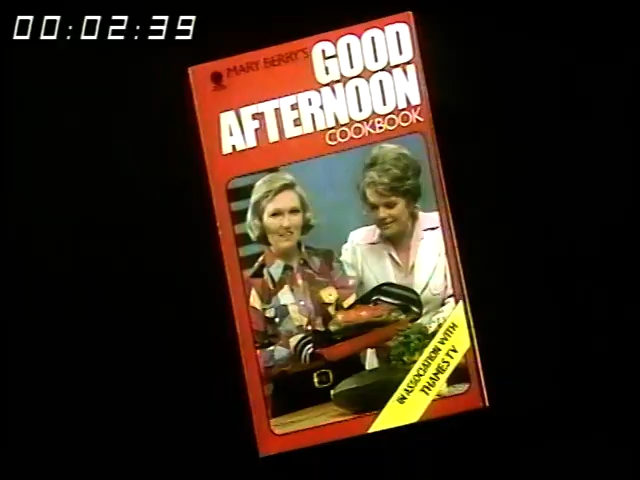 00:02:39
MARY BERRY'S
GOOD
AFTERNOON
COOKBOOK
IN ASSOCIATION WITH
THAMES TV